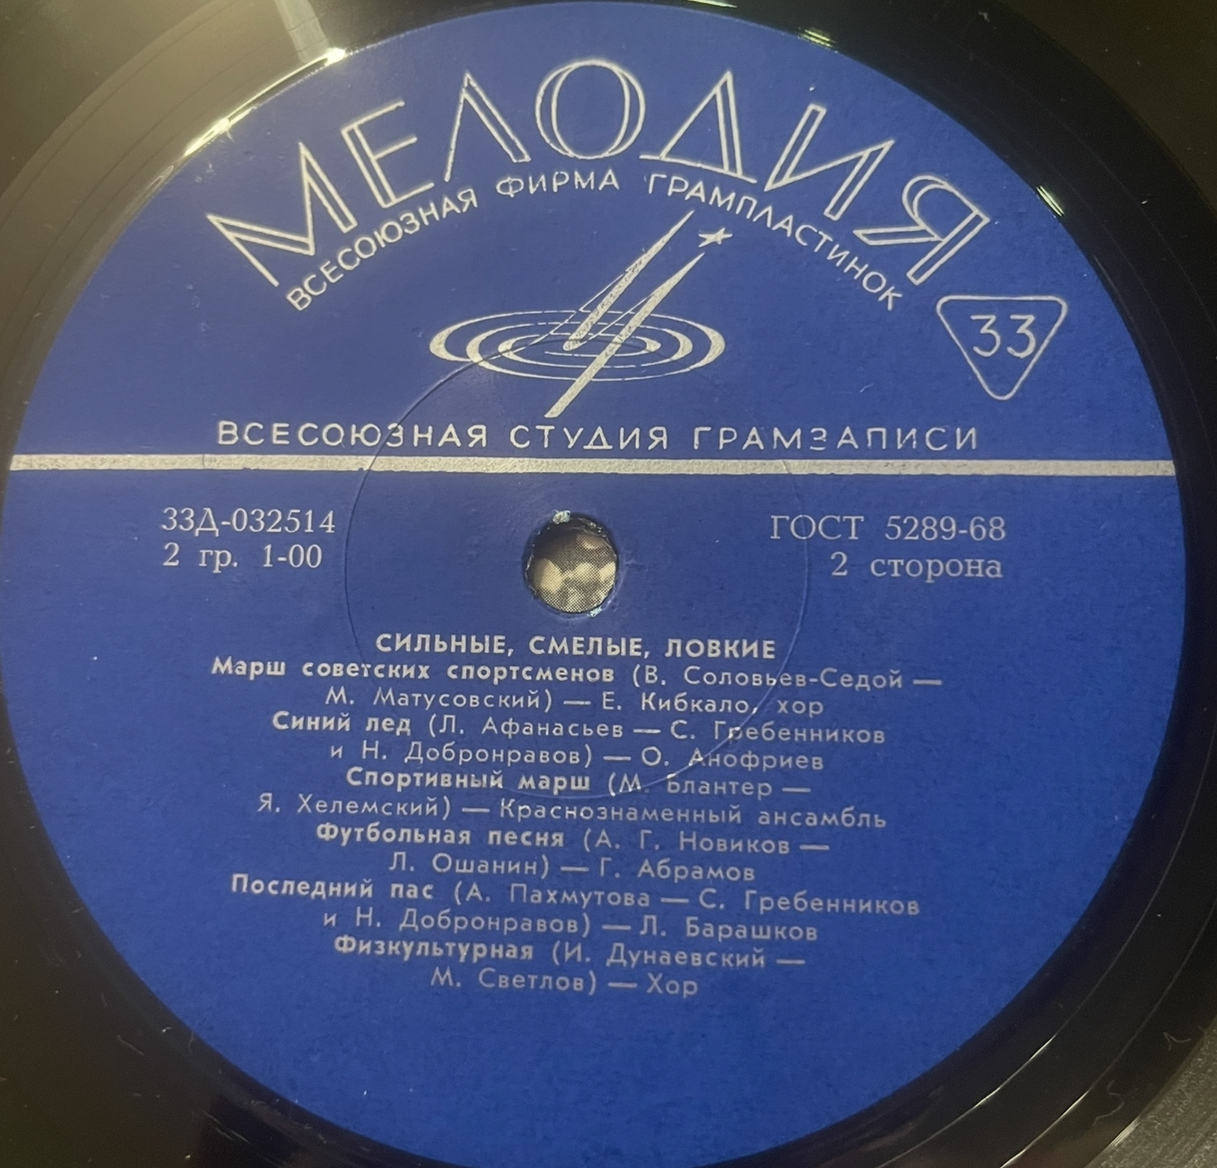 МЕЛОДИЯ
ВСЕСОЮЗНАЯ ФИРМА ГРАМПЛАСТИНОК
33
ВСЕСОЮЗНАЯ СТУДИЯ ГРАМЗАПИСИ
33Д-032514
2 гр. 1-00
ГОСТ 5289-68
2 сторона
СИЛЬНЫЕ, СМЕЛЫЕ, ЛОВКИЕ
Марш советских спортсменов (В. Соловьев-Седой —
М. Матусовский) — Е. Кибкало, хор
Синий лед (Л. Афанасьев — С. Гребенников
и Н. Добронравов) — О. Анофриев
Спортивный марш (М. Блантер —
Я. Хелемский) — Краснознаменный ансамбль
Футбольная песня (А. Г. Новиков —
Л. Ошанин) — Г. Абрамов
Последний пас (А. Пахмутова — С. Гребенников
и Н. Добронравов) — Л. Барашков
Физкультурная (И. Дунаевский —
М. Светлов) — Хор